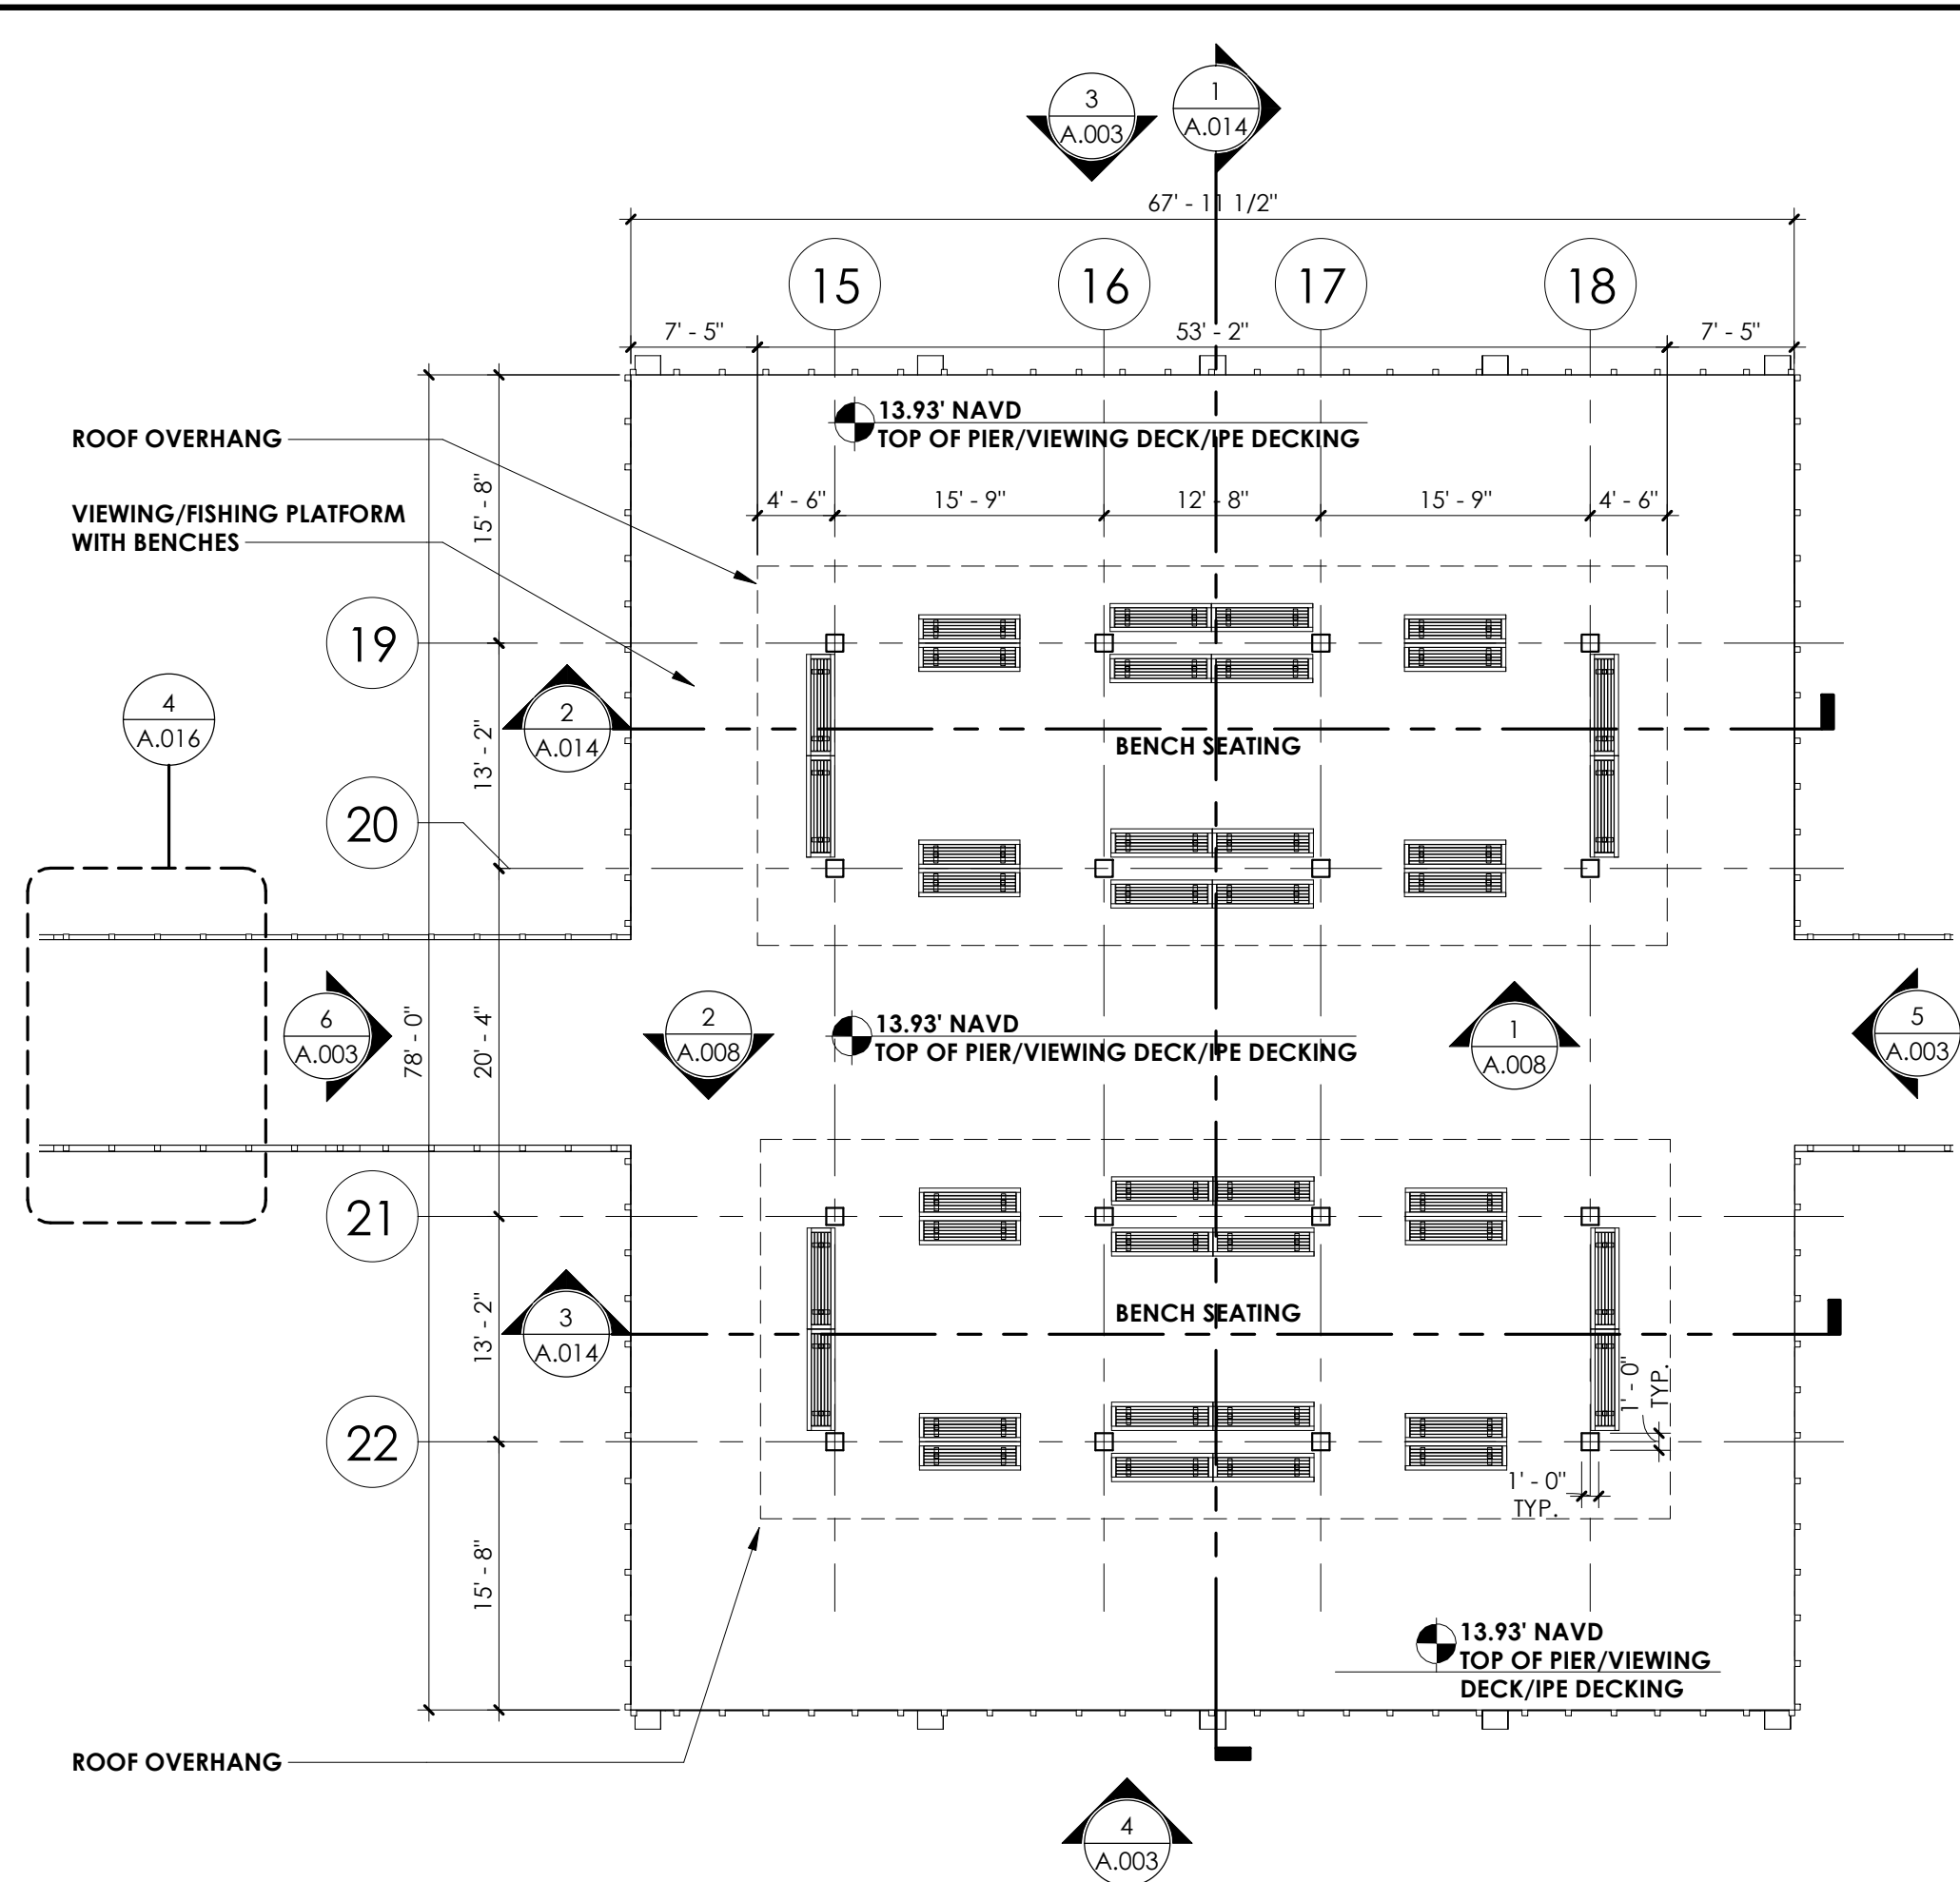 3
A.003
1
A.014
67' - 11 1/2"
15
16
17
18
7' - 5"
53' - 2"
7' - 5"
13.93' NAVD
TOP OF PIER/VIEWING DECK/IPE DECKING
ROOF OVERHANG
VIEWING/FISHING PLATFORM
WITH BENCHES
15' - 8"
4' - 6"
15' - 9"
12' - 8"
15' - 9"
4' - 6"
19
4
A.016
2
A.014
13' - 2"
BENCH SEATING
20
6
A.003
78' - 0"
20' - 4"
2
A.008
13.93' NAVD
TOP OF PIER/VIEWING DECK/IPE DECKING
1
A.008
5
A.003
21
13' - 2"
3
A.014
BENCH SEATING
1' - 0"
TYP.
22
1' - 0"
TYP.
15' - 8"
13.93' NAVD
TOP OF PIER/VIEWING
DECK/IPE DECKING
ROOF OVERHANG
4
A.003